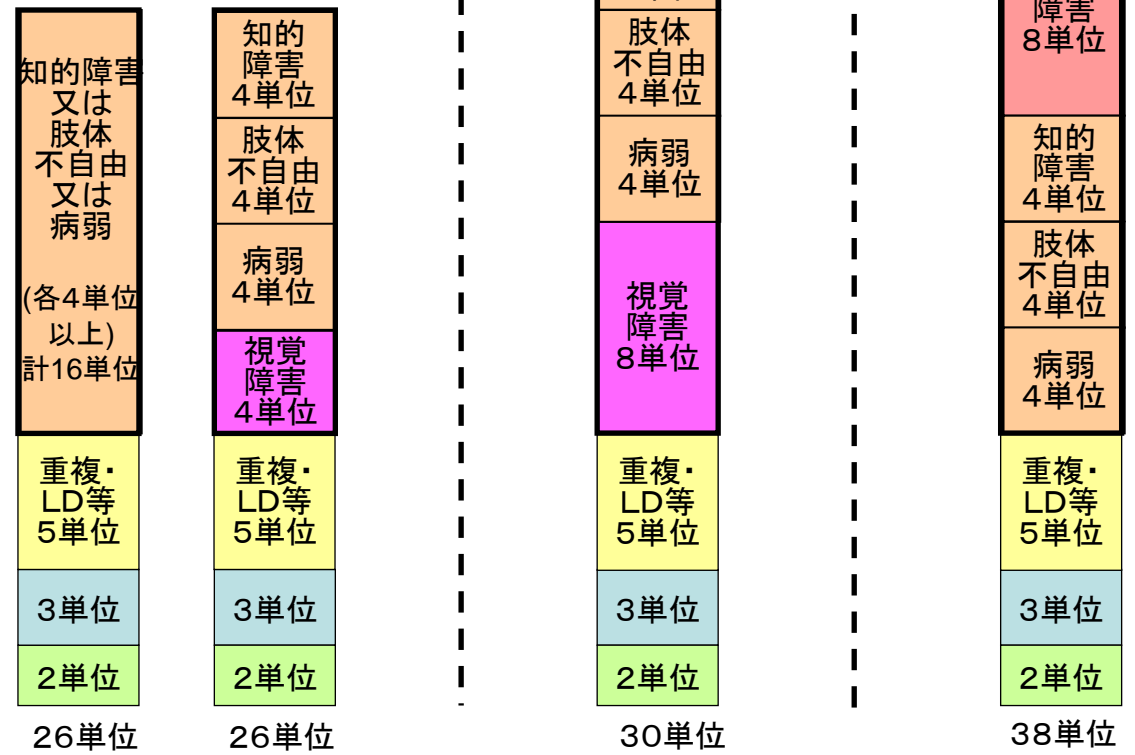 知的障害
又は
肢体
不自由
又は
病弱
(各4単位
以上)
計16単位
重複・
LD等
5単位
3単位
2単位
26単位
知的
障害
4単位
肢体
不自由
4単位
病弱
4単位
視覚
障害
4単位
重複・
LD等
5単位
3単位
2単位
26単位
肢体
不自由
4単位
病弱
4単位
視覚
障害
8単位
重複・
LD等
5単位
3単位
2単位
30単位
障害
8単位
知的
障害
4単位
肢体
不自由
4単位
病弱
4単位
重複・
LD等
5単位
3単位
2単位
38単位